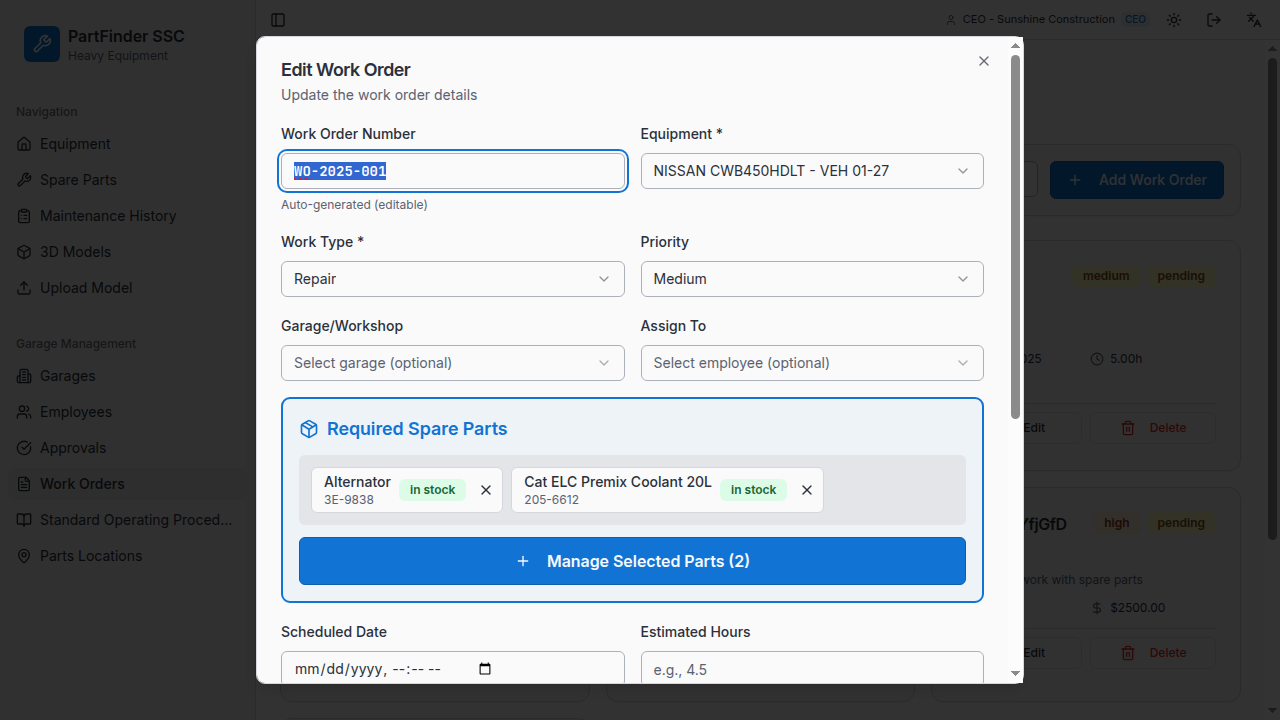 PartFinder SSC
Heavy Equipment
CEO - Sunshine Construction CEO
Navigation
Equipment
Spare Parts
Maintenance History
3D Models
Upload Model
Garage Management
Garages
Employees
Approvals
Work Orders
Standard Operating Proced...
Parts Locations
Edit Work Order
Update the work order details
Work Order Number
Equipment *
WO-2025-001
NISSAN CWB450HDLT - VEH 01-27
Auto-generated (editable)
Work Type *
Priority
Repair
Medium
Garage/Workshop
Assign To
Select garage (optional)
Select employee (optional)
Required Spare Parts
Alternator
3E-9838
in stock
Cat ELC Premix Coolant 20L
205-6612
in stock
Manage Selected Parts (2)
Scheduled Date
Estimated Hours
mm/dd/yyyy, --:-- --
e.g., 4.5
Add Work Order
medium pending
025 5.00h
Edit Delete
YfjGfD high pending
work with spare parts
$2500.00
Edit Delete